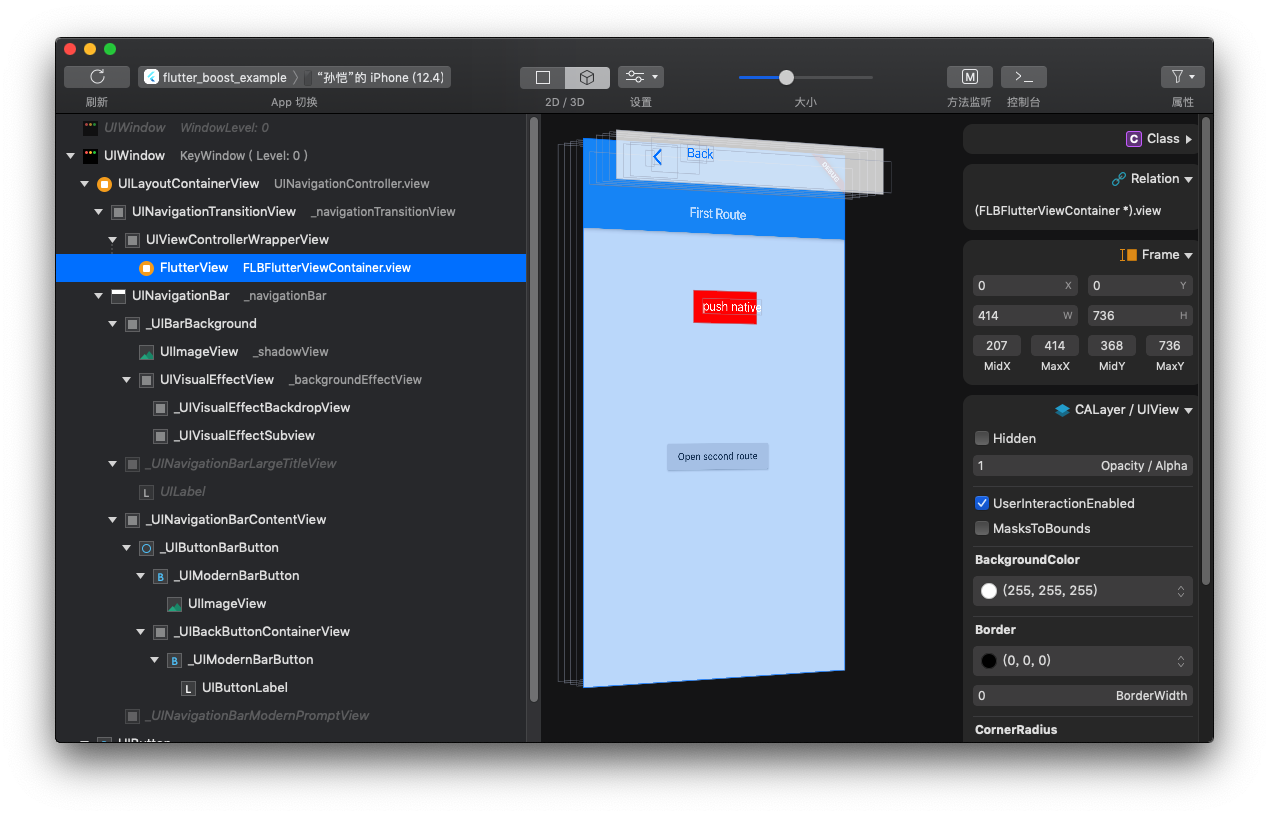 flutter_boost_example
“孙恺”的 iPhone (12.4)
刷新
App 切换
2D / 3D
设置
大小
M
方法监听
控制台
属性
UIWindow WindowLevel: 0
UIWindow KeyWindow ( Level: 0 )
UILayoutContainerView UINavigationController.view
UINavigationTransitionView _navigationTransitionView
UIViewControllerWrapperView
FlutterView FLBFlutterViewContainer.view
UINavigationBar _navigationBar
_UIBarBackground
UIImageView _shadowView
UIVisualEffectView _backgroundEffectView
_UIVisualEffectBackdropView
_UIVisualEffectSubview
_UINavigationBarLargeTitleView
L UILabel
_UINavigationBarContentView
_UIButtonBarButton
B _UIModernBarButton
UIImageView
_UIBackButtonContainerView
B _UIModernBarButton
L UIButtonLabel
_UINavigationBarModernPromptView
UIButton
Back
DEBUG
First Route
push native
Open second route
C Class
Relation
(FLBFlutterViewContainer *).view
Frame
0 X 0 Y
414 W 736 H
207 414 368 736
MidX MaxX MidY MaxY
CALayer / UIView
Hidden
1 Opacity / Alpha
UserInteractionEnabled
MasksToBounds
BackgroundColor
(255, 255, 255)
Border
(0, 0, 0)
0 BorderWidth
CornerRadius